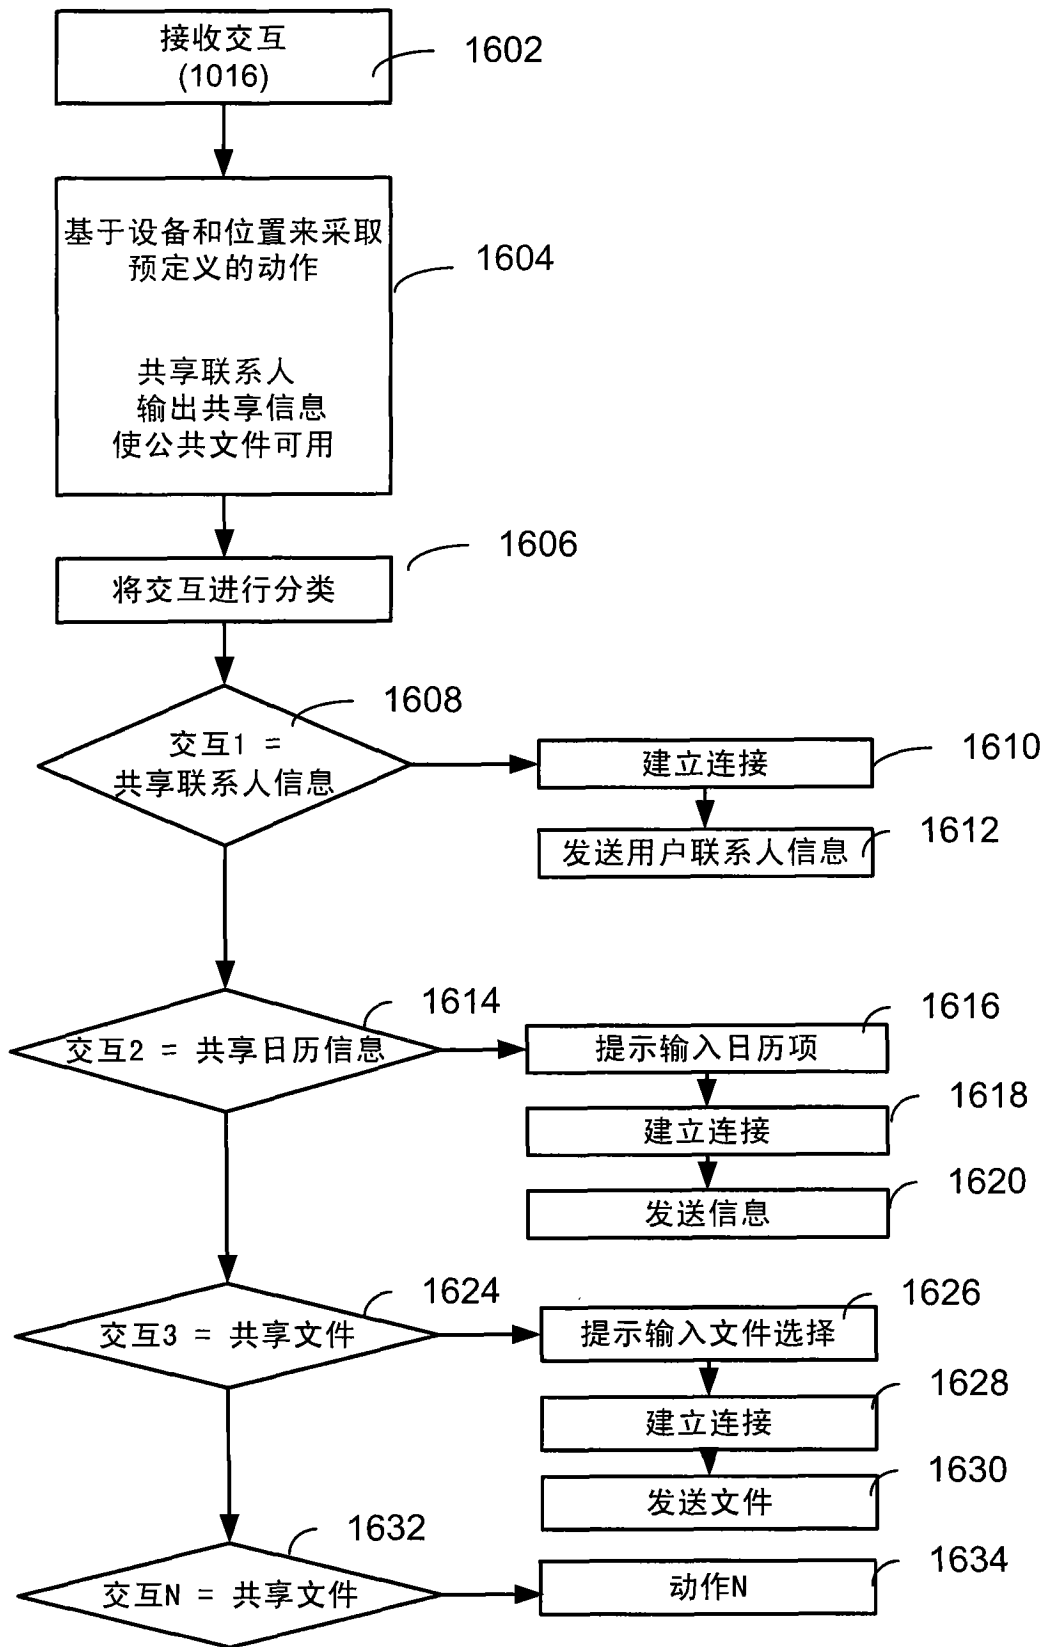 接收交互
(1016)
1602
基于设备和位置来采取
预定义的动作
1604
共享联系人
输出共享信息
使公共文件可用
1606
将交互进行分类
1608
交互1 =
共享联系人信息
1610
建立连接
1612
发送用户联系人信息
1614
交互2 = 共享日历信息
1616
提示输入日历项
1618
建立连接
1620
发送信息
1624
交互3 = 共享文件
1626
提示输入文件选择
1628
建立连接
1630
发送文件
1632
交互N = 共享文件
1634
动作N